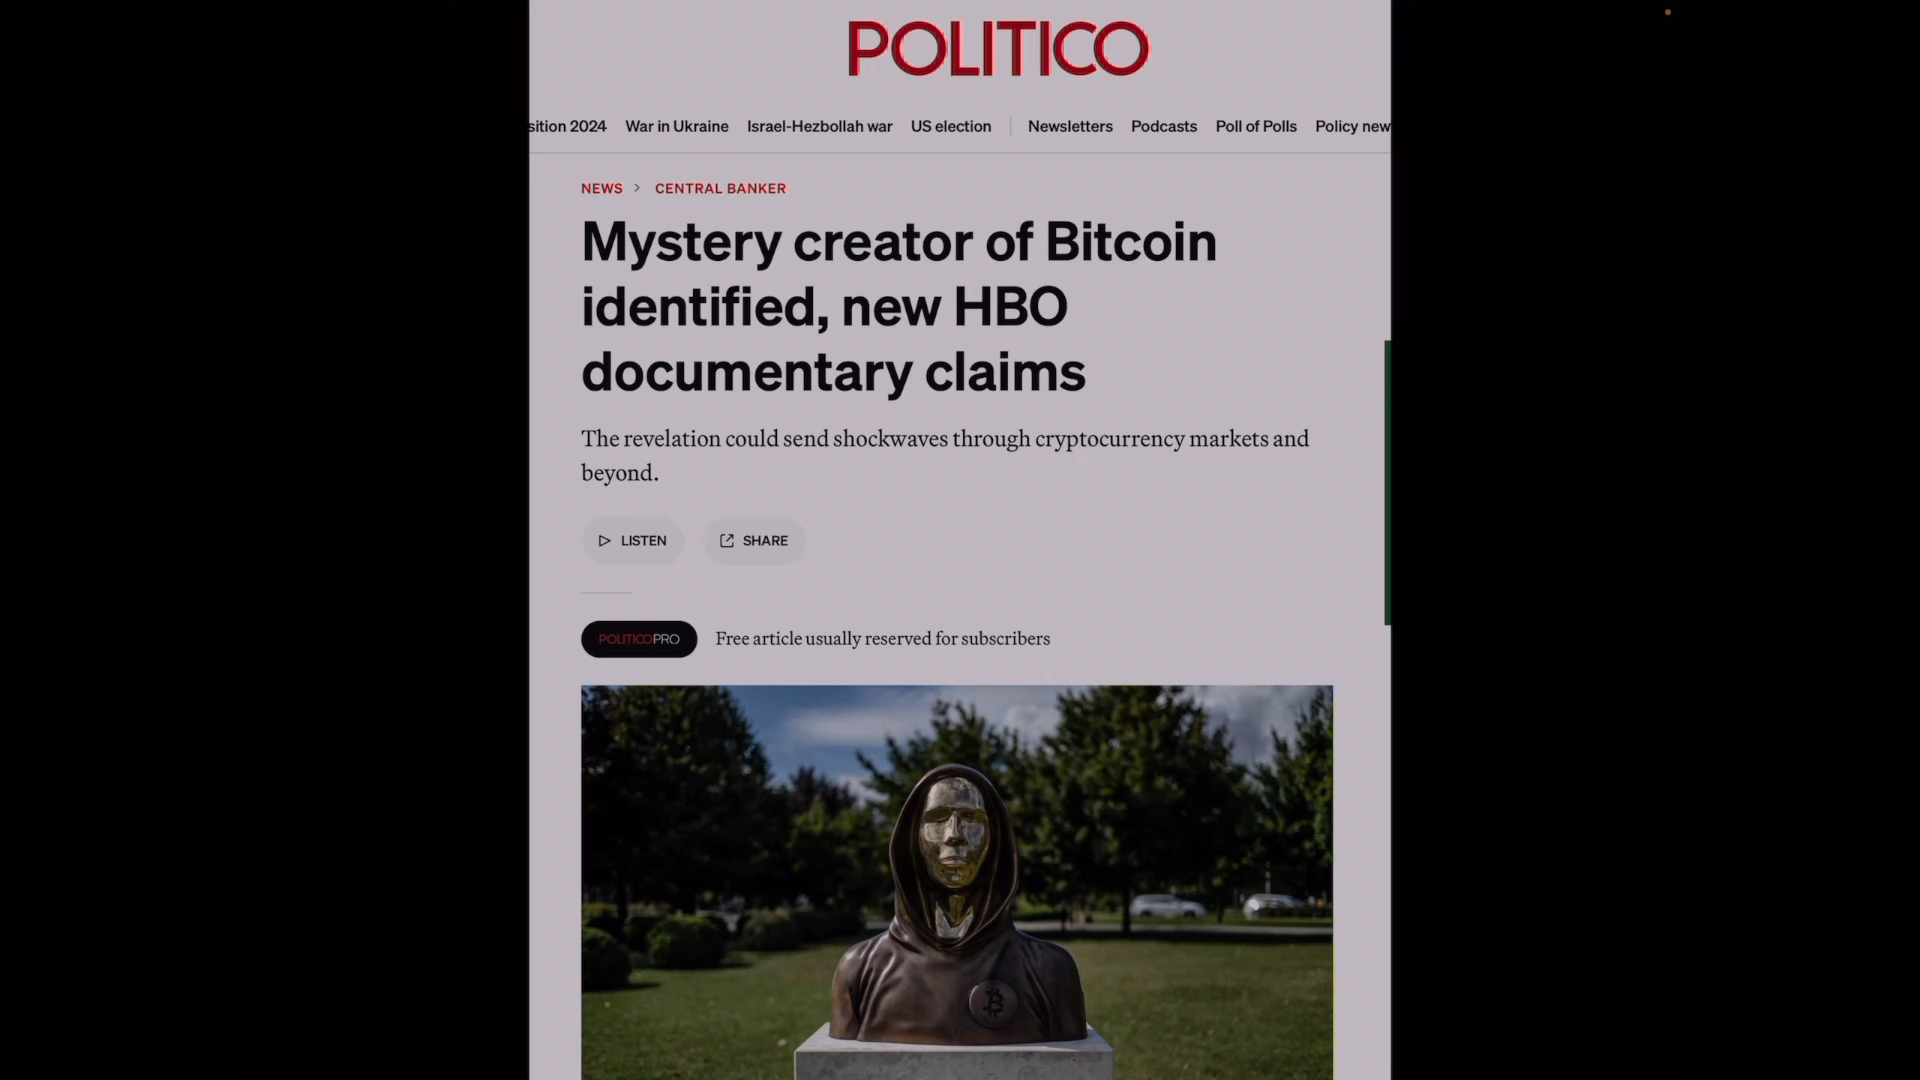 POLITICO
sition 2024 War in Ukraine Israel-Hezbollah war US election Newsletters Podcasts Poll of Polls Policy new
NEWS > CENTRAL BANKER
Mystery creator of Bitcoin
identified, new HBO
documentary claims
The revelation could send shockwaves through cryptocurrency markets and
beyond.
LISTEN SHARE
POLITICOPRO Free article usually reserved for subscribers